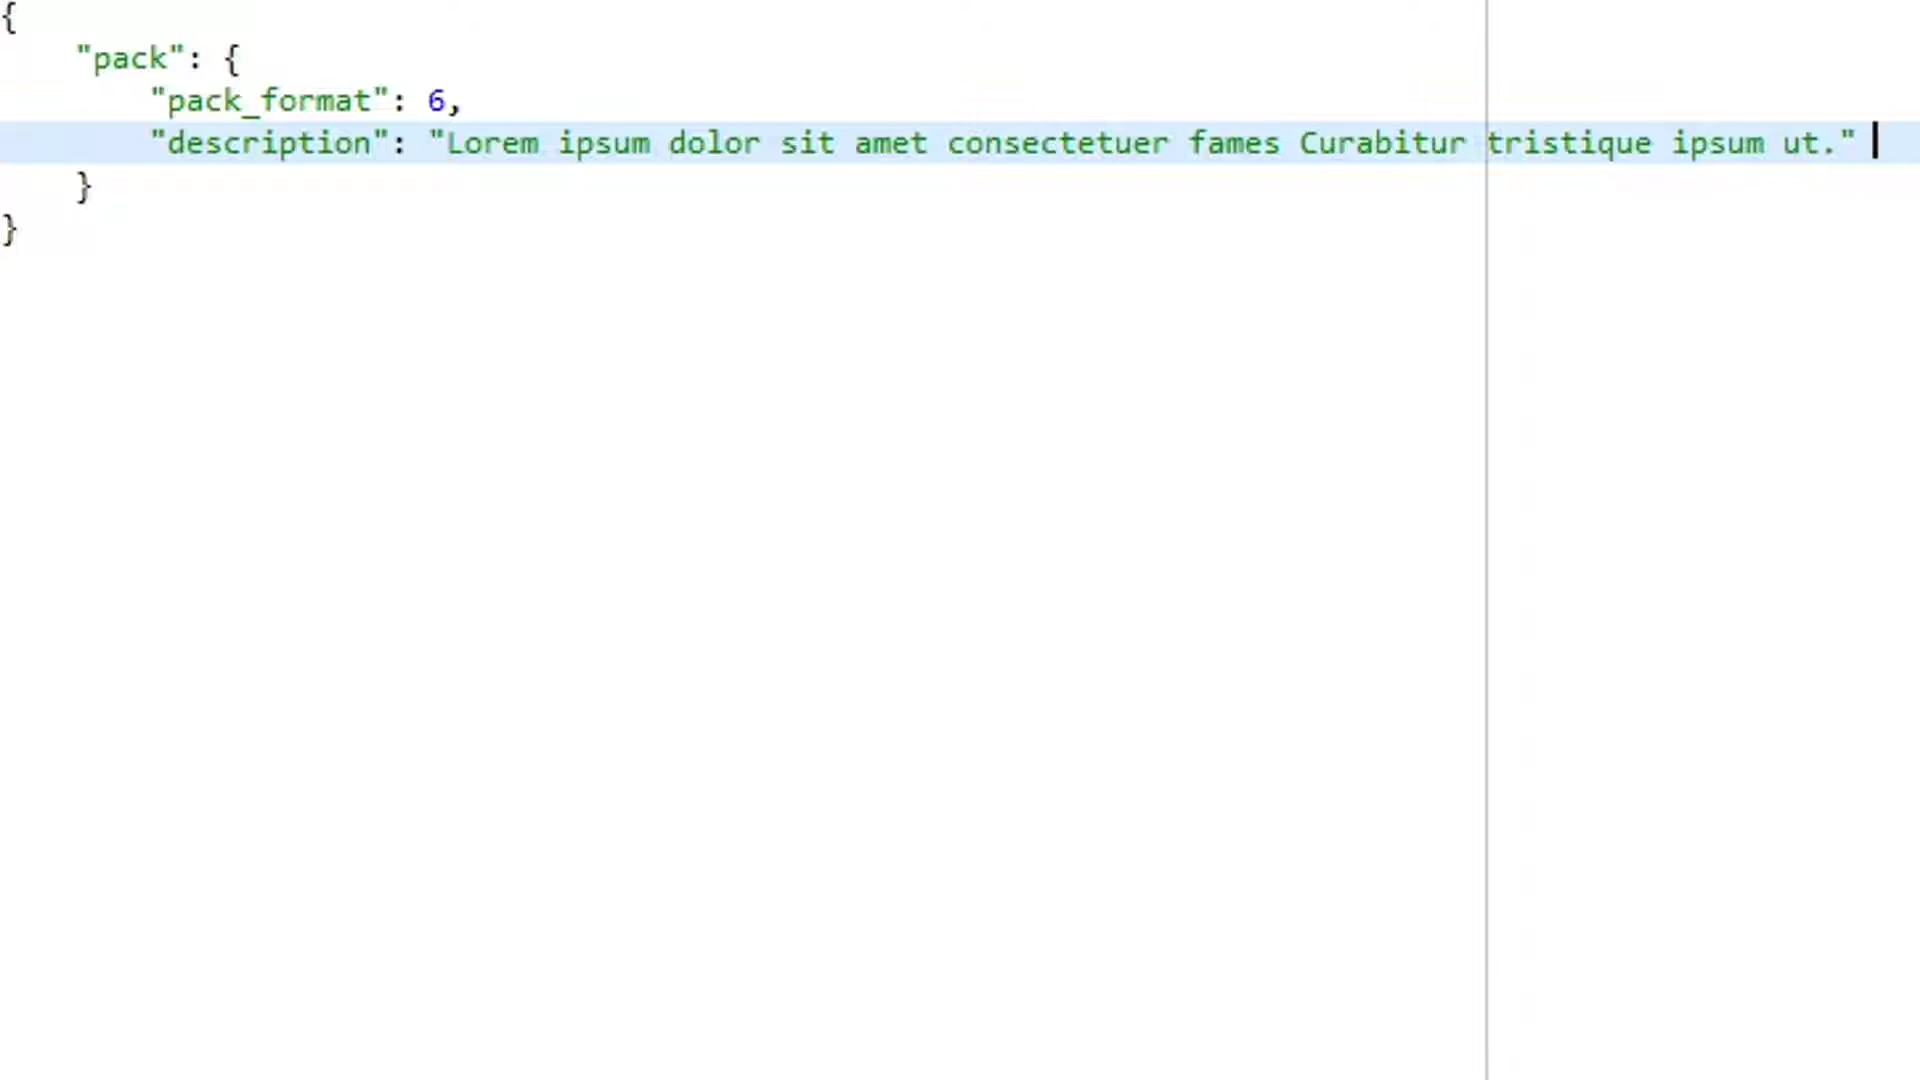 {
    "pack": {
        "pack_format": 6,
        "description": "Lorem ipsum dolor sit amet consectetuer fames Curabitur tristique ipsum ut."
    }
}